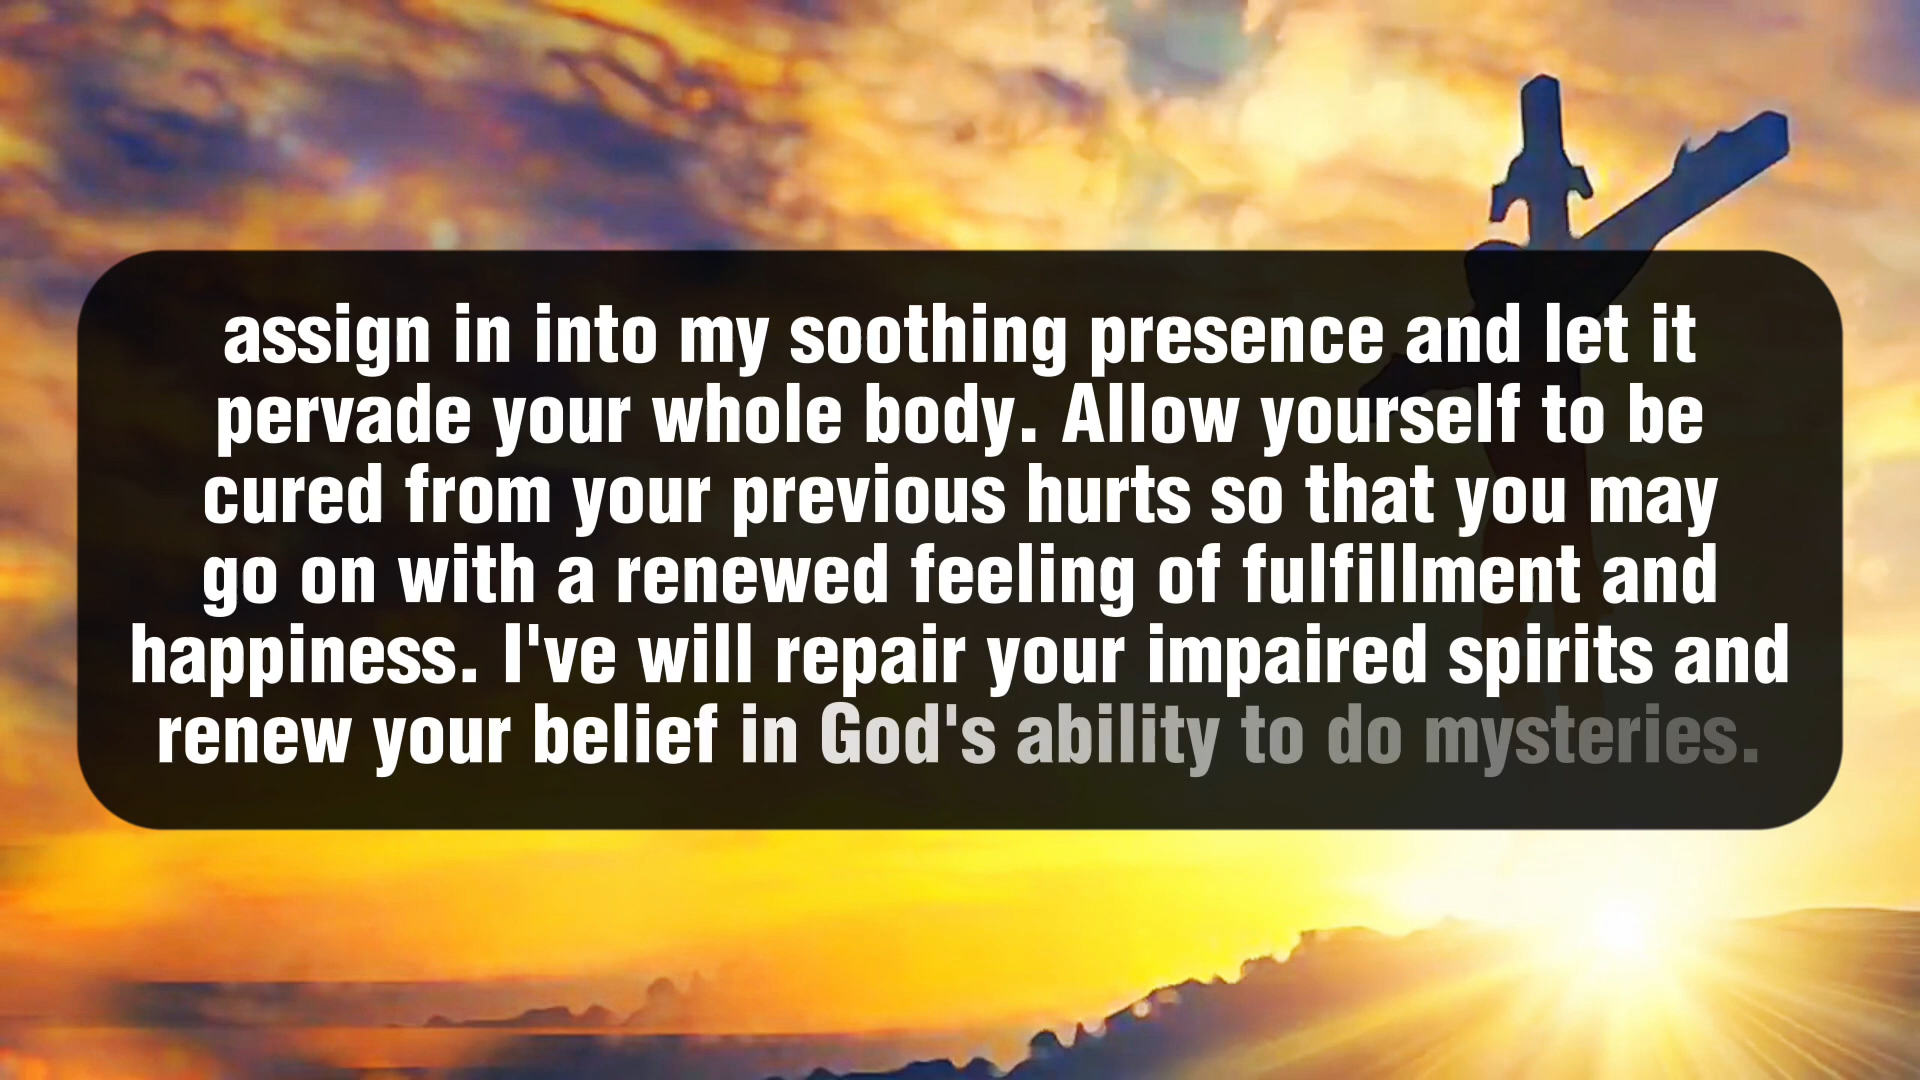 assign in into my soothing presence and let it
pervade your whole body. Allow yourself to be
cured from your previous hurts so that you may
go on with a renewed feeling of fulfillment and
happiness. I've will repair your impaired spirits and
renew your belief in God's ability to do mysteries.